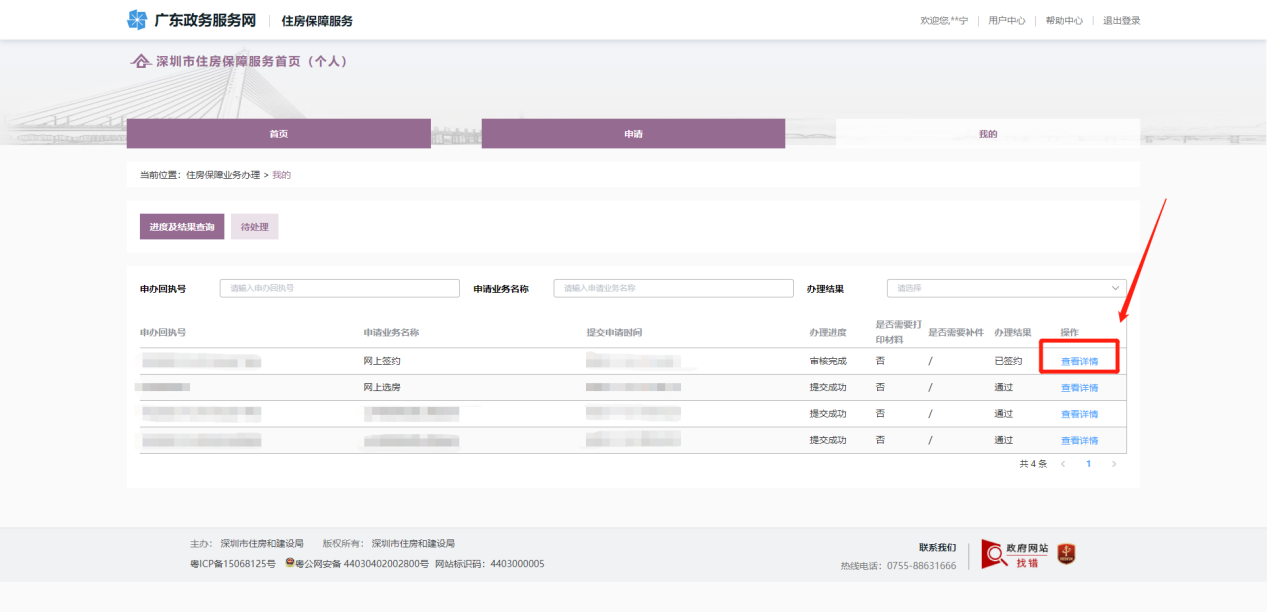 广东政务服务网 住房保障服务 欢迎您,**宁 用户中心 帮助中心 退出登录
深圳市住房保障服务首页（个人）
首页 申请 我的
当前位置：住房保障业务办理 > 我的
进度及结果查询 待处理
申办回执号 请输入申办回执号 申请业务名称 请输入申请业务名称 办理结果 请选择
申办回执号 申请业务名称 提交申请时间 办理进度 是否需要打印材料 是否需要补件 办理结果 操作
网上签约 审核完成 否 / 已签约 查看详情
网上选房 提交成功 否 / 通过 查看详情
提交成功 否 / 通过 查看详情
提交成功 否 / 通过 查看详情
共 4 条 < 1 >
主办： 深圳市住房和建设局 版权所有： 深圳市住房和建设局
粤ICP备15068125号 粤公网安备 44030402002800号 网站标识码：4403000005
联系我们
热线电话：0755-88631666
政府网站
找错